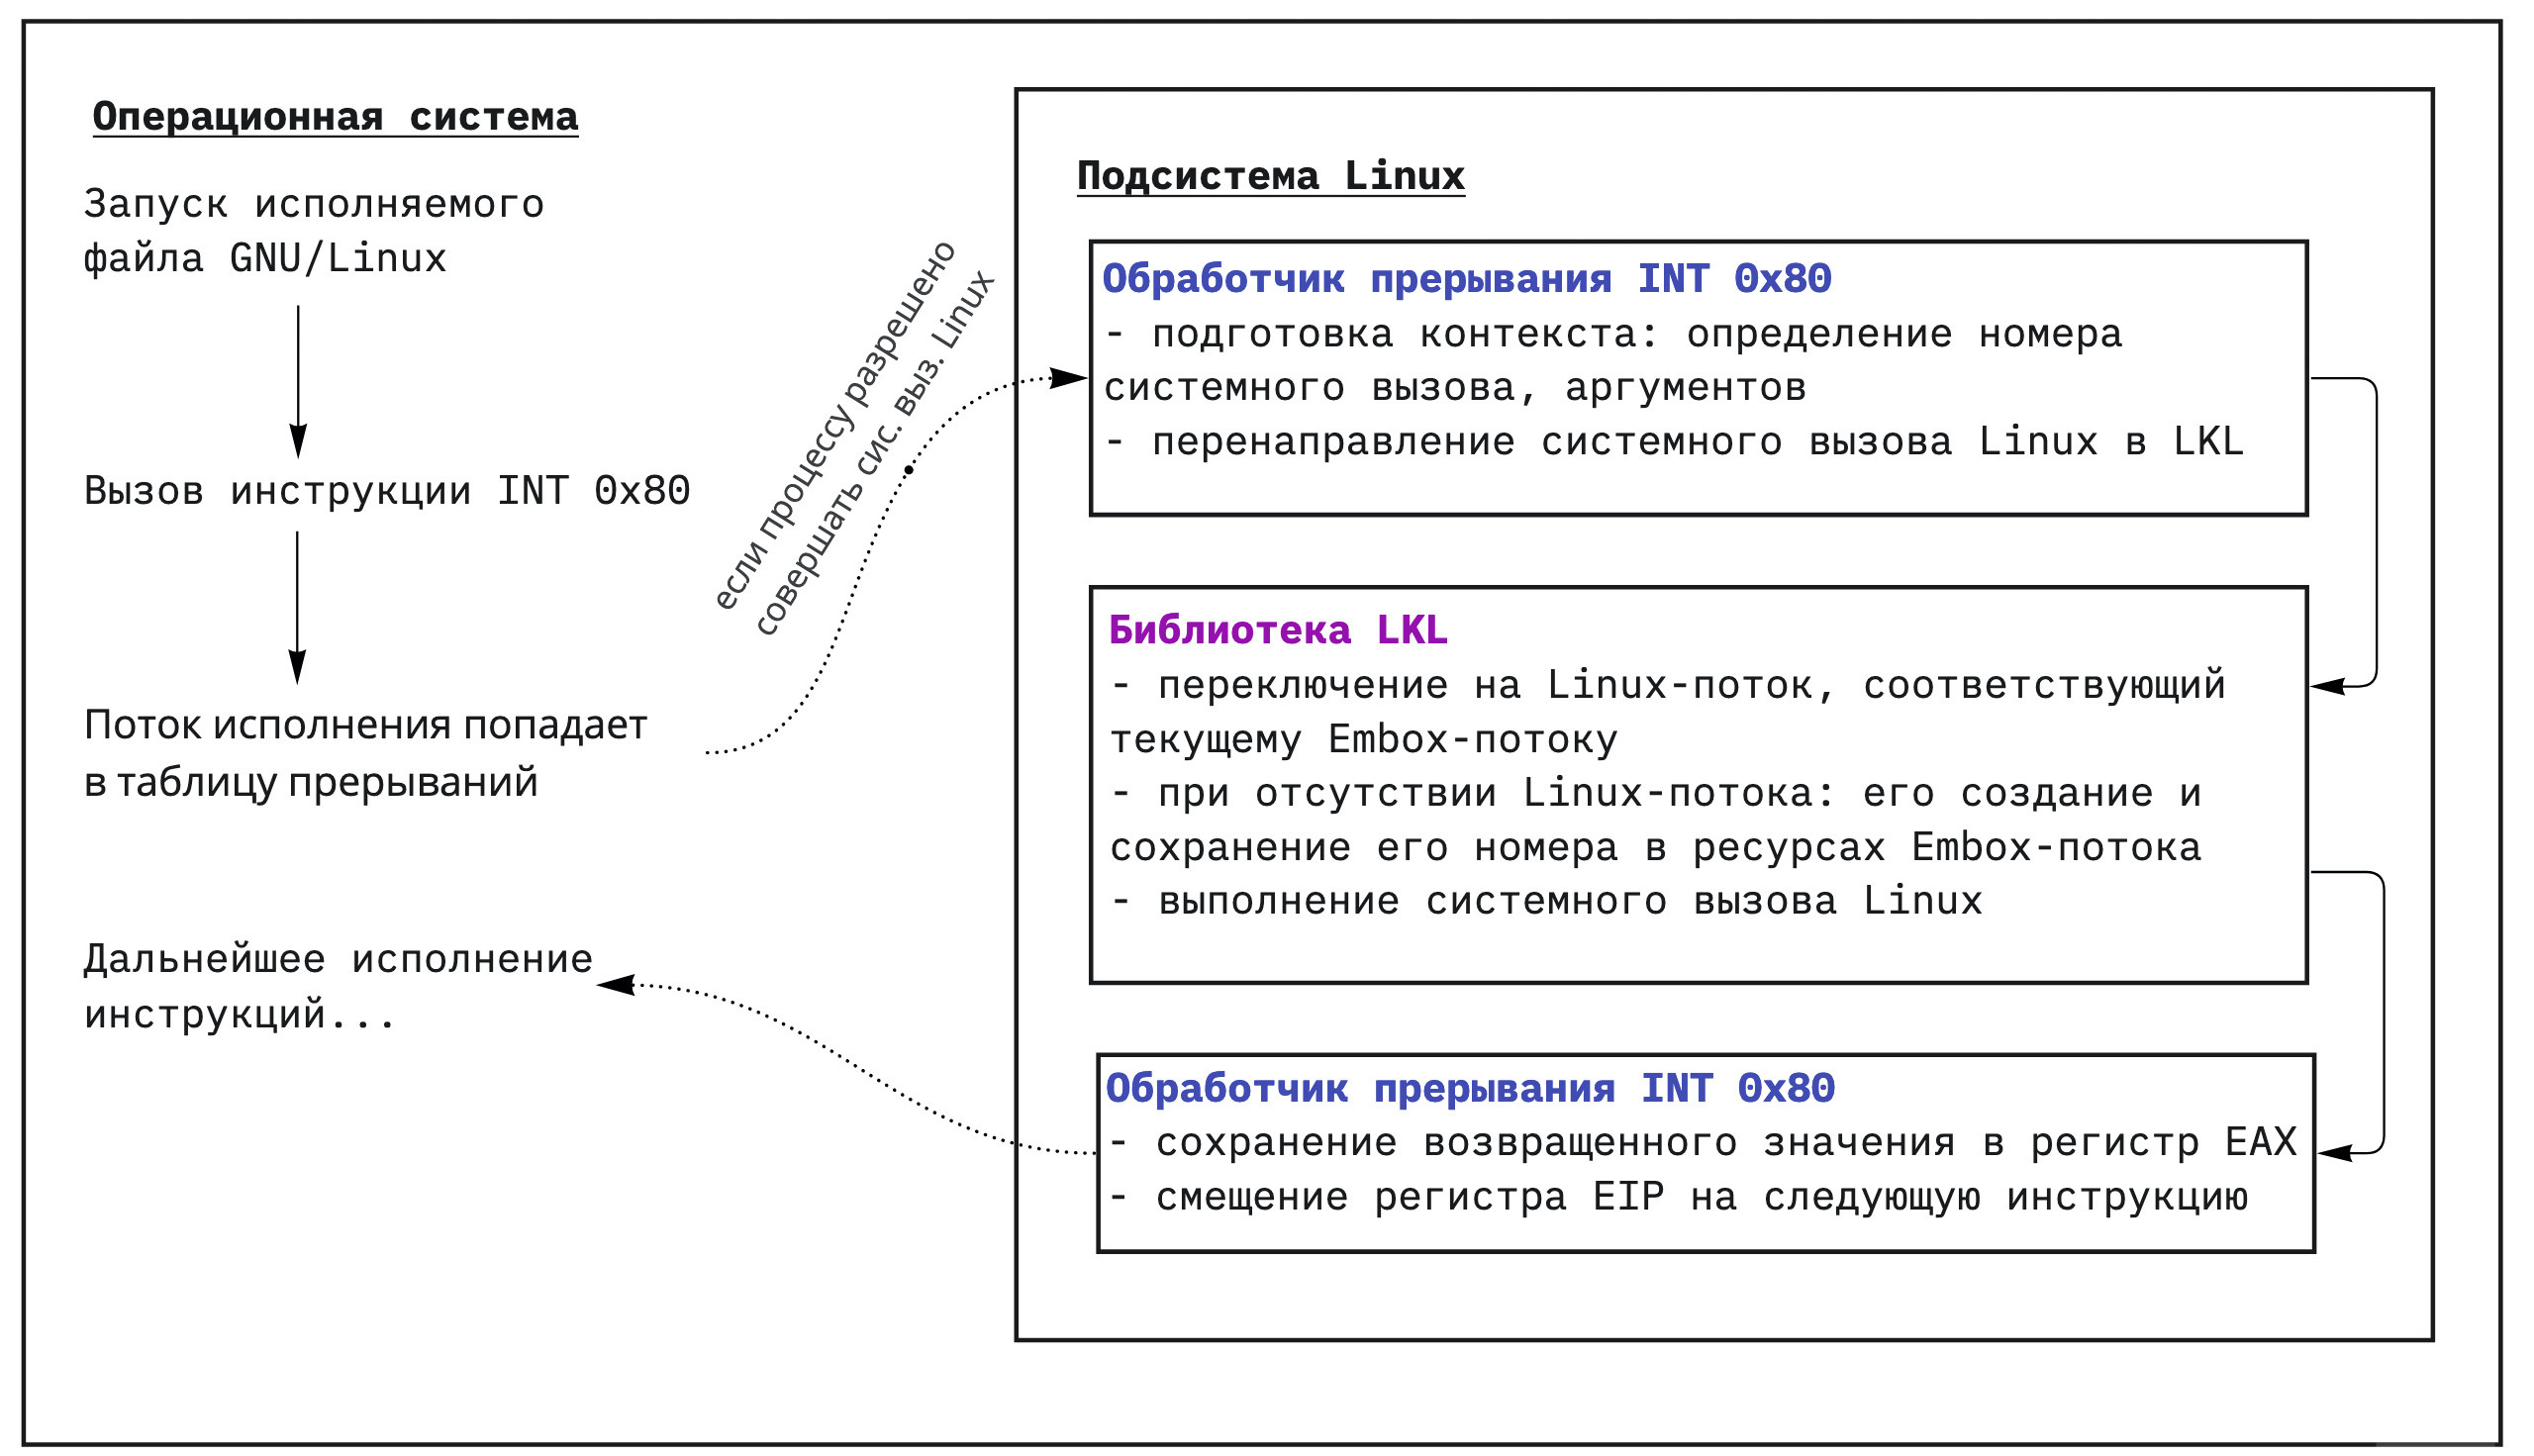 Операционная система
Запуск исполняемого
файла GNU/Linux
Вызов инструкции INT 0x80
Поток исполнения попадает
в таблицу прерываний
Дальнейшее исполнение
инструкций...
если процессу разрешено
совершать сис. выз. Linux
Подсистема Linux
Обработчик прерывания INT 0x80
- подготовка контекста: определение номера
системного вызова, аргументов
- перенаправление системного вызова Linux в LKL
Библиотека LKL
- переключение на Linux-поток, соответствующий
текущему Embox-потоку
- при отсутствии Linux-потока: его создание и
сохранение его номера в ресурсах Embox-потока
- выполнение системного вызова Linux
Обработчик прерывания INT 0x80
- сохранение возвращенного значения в регистр EAX
- смещение регистра EIP на следующую инструкцию